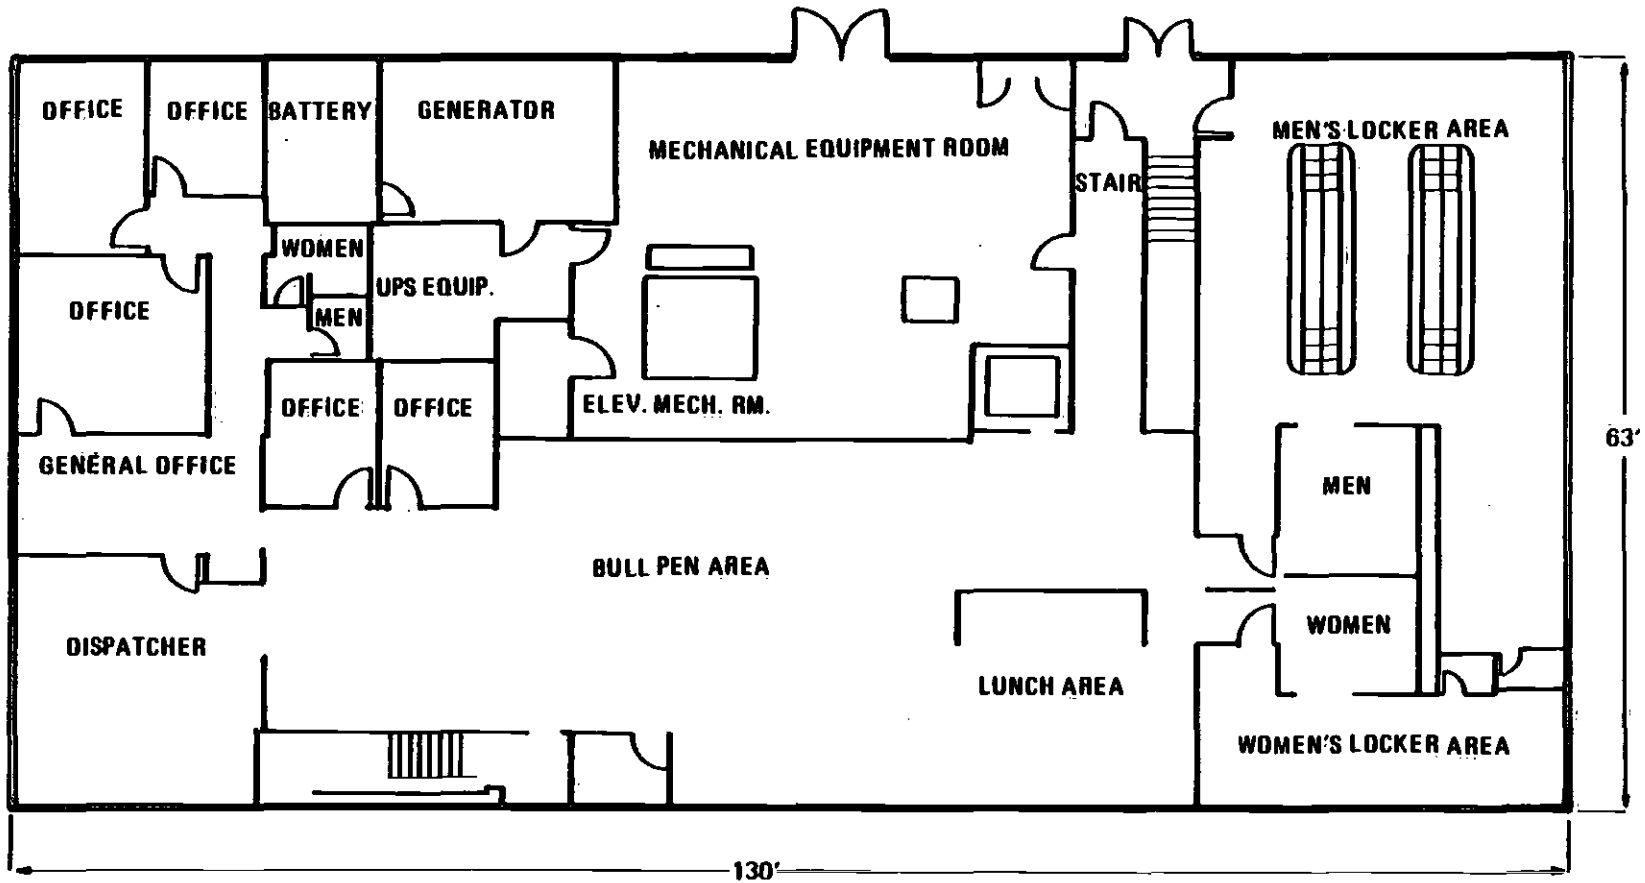 OFFICE
OFFICE
BATTERY
GENERATOR
MECHANICAL EQUIPMENT ROOM
MEN'S LOCKER AREA
STAIR
WOMEN
UPS EQUIP.
OFFICE
MEN
OFFICE
OFFICE
ELEV. MECH. RM.
63'
GENERAL OFFICE
MEN
BULL PEN AREA
WOMEN
DISPATCHER
LUNCH AREA
WOMEN'S LOCKER AREA
130'